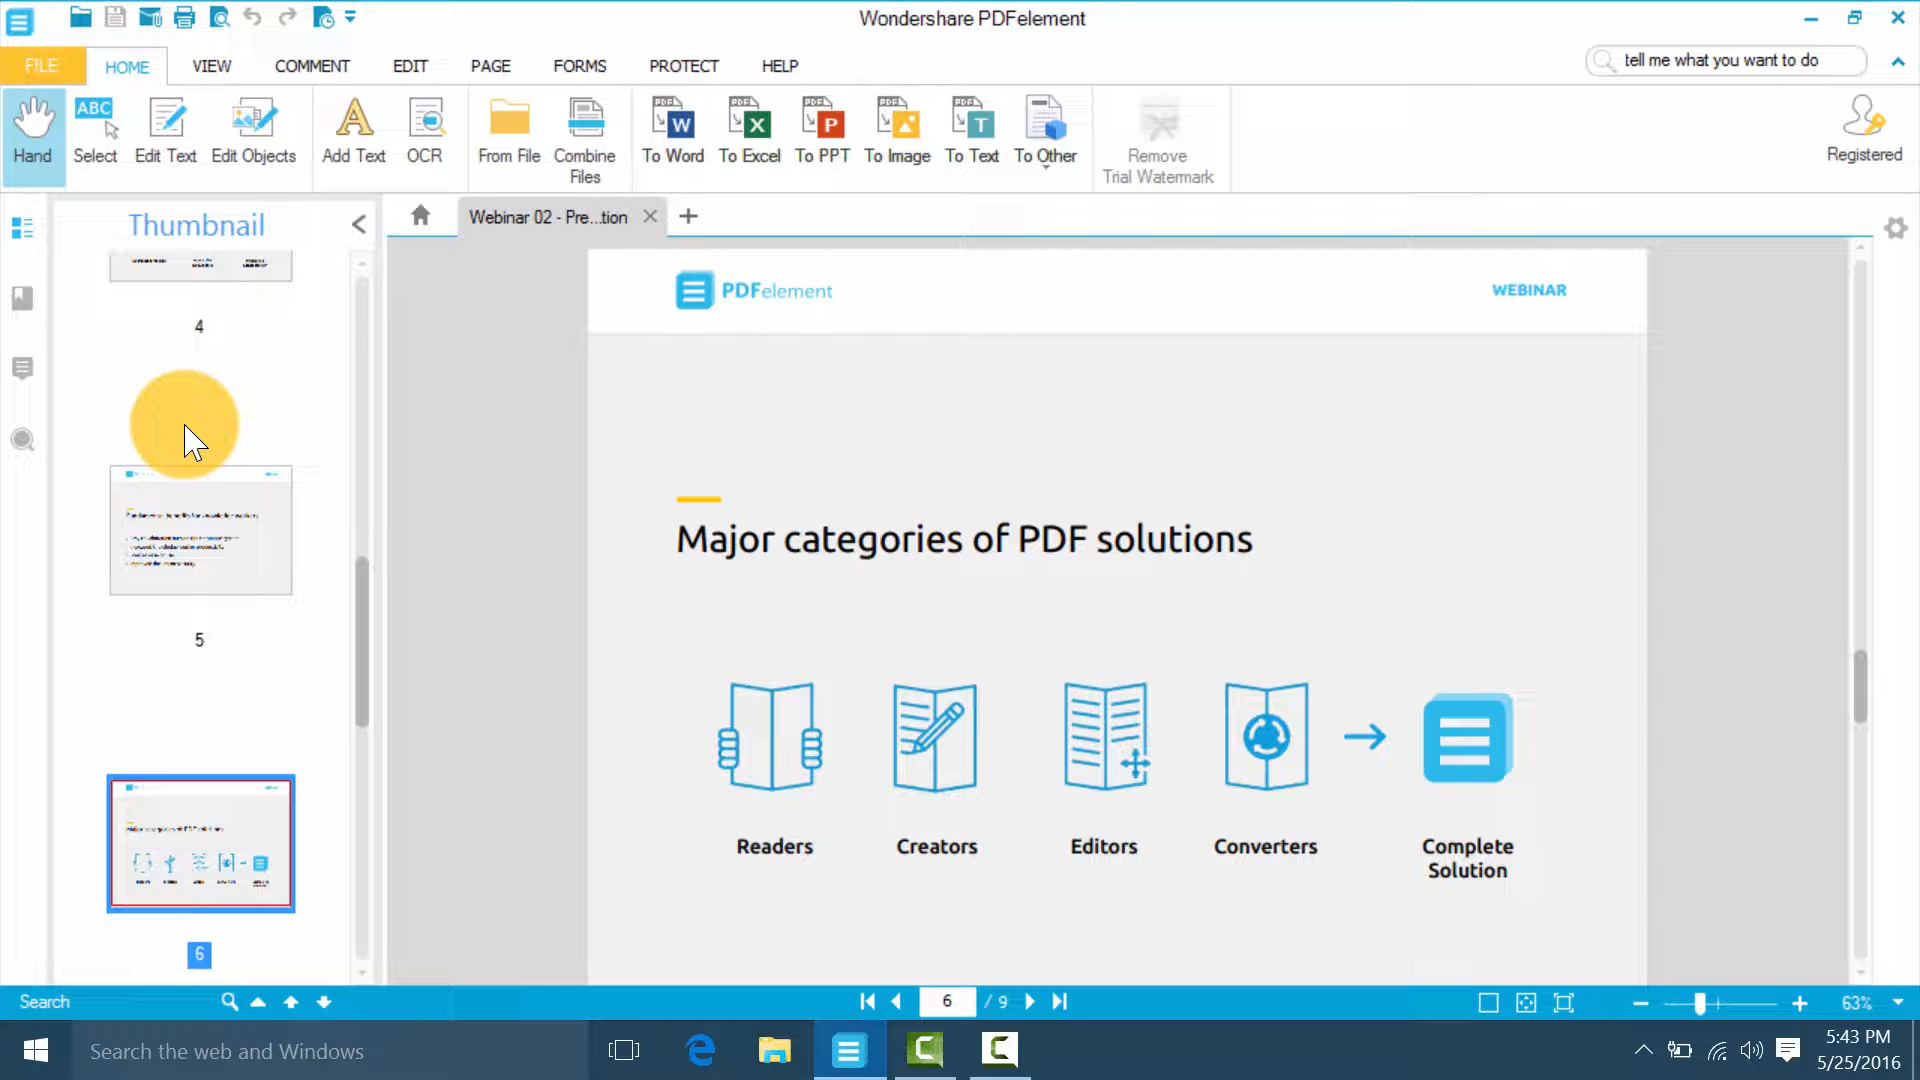 Wondershare PDFelement
FILE HOME VIEW COMMENT EDIT PAGE FORMS PROTECT HELP
tell me what you want to do
ABC
Hand Select Edit Text Edit Objects Add Text OCR From File Combine Files To Word To Excel To PPT To Image To Text To Other Remove Trial Watermark Registered
Thumbnail
Webinar 02 - Pre...tion
4
5
6
PDFelement
WEBINAR
Major categories of PDF solutions
Readers
Creators
Editors
Converters
Complete
Solution
Search
6 / 9
63%
Search the web and Windows
5:43 PM
5/25/2016